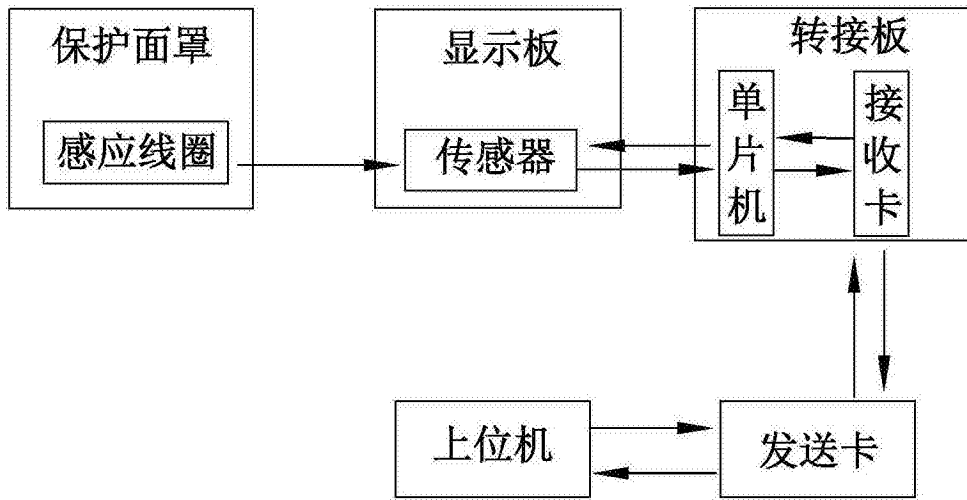 保护面罩
感应线圈
显示板
传感器
转接板
单片机
接收卡
上位机
发送卡